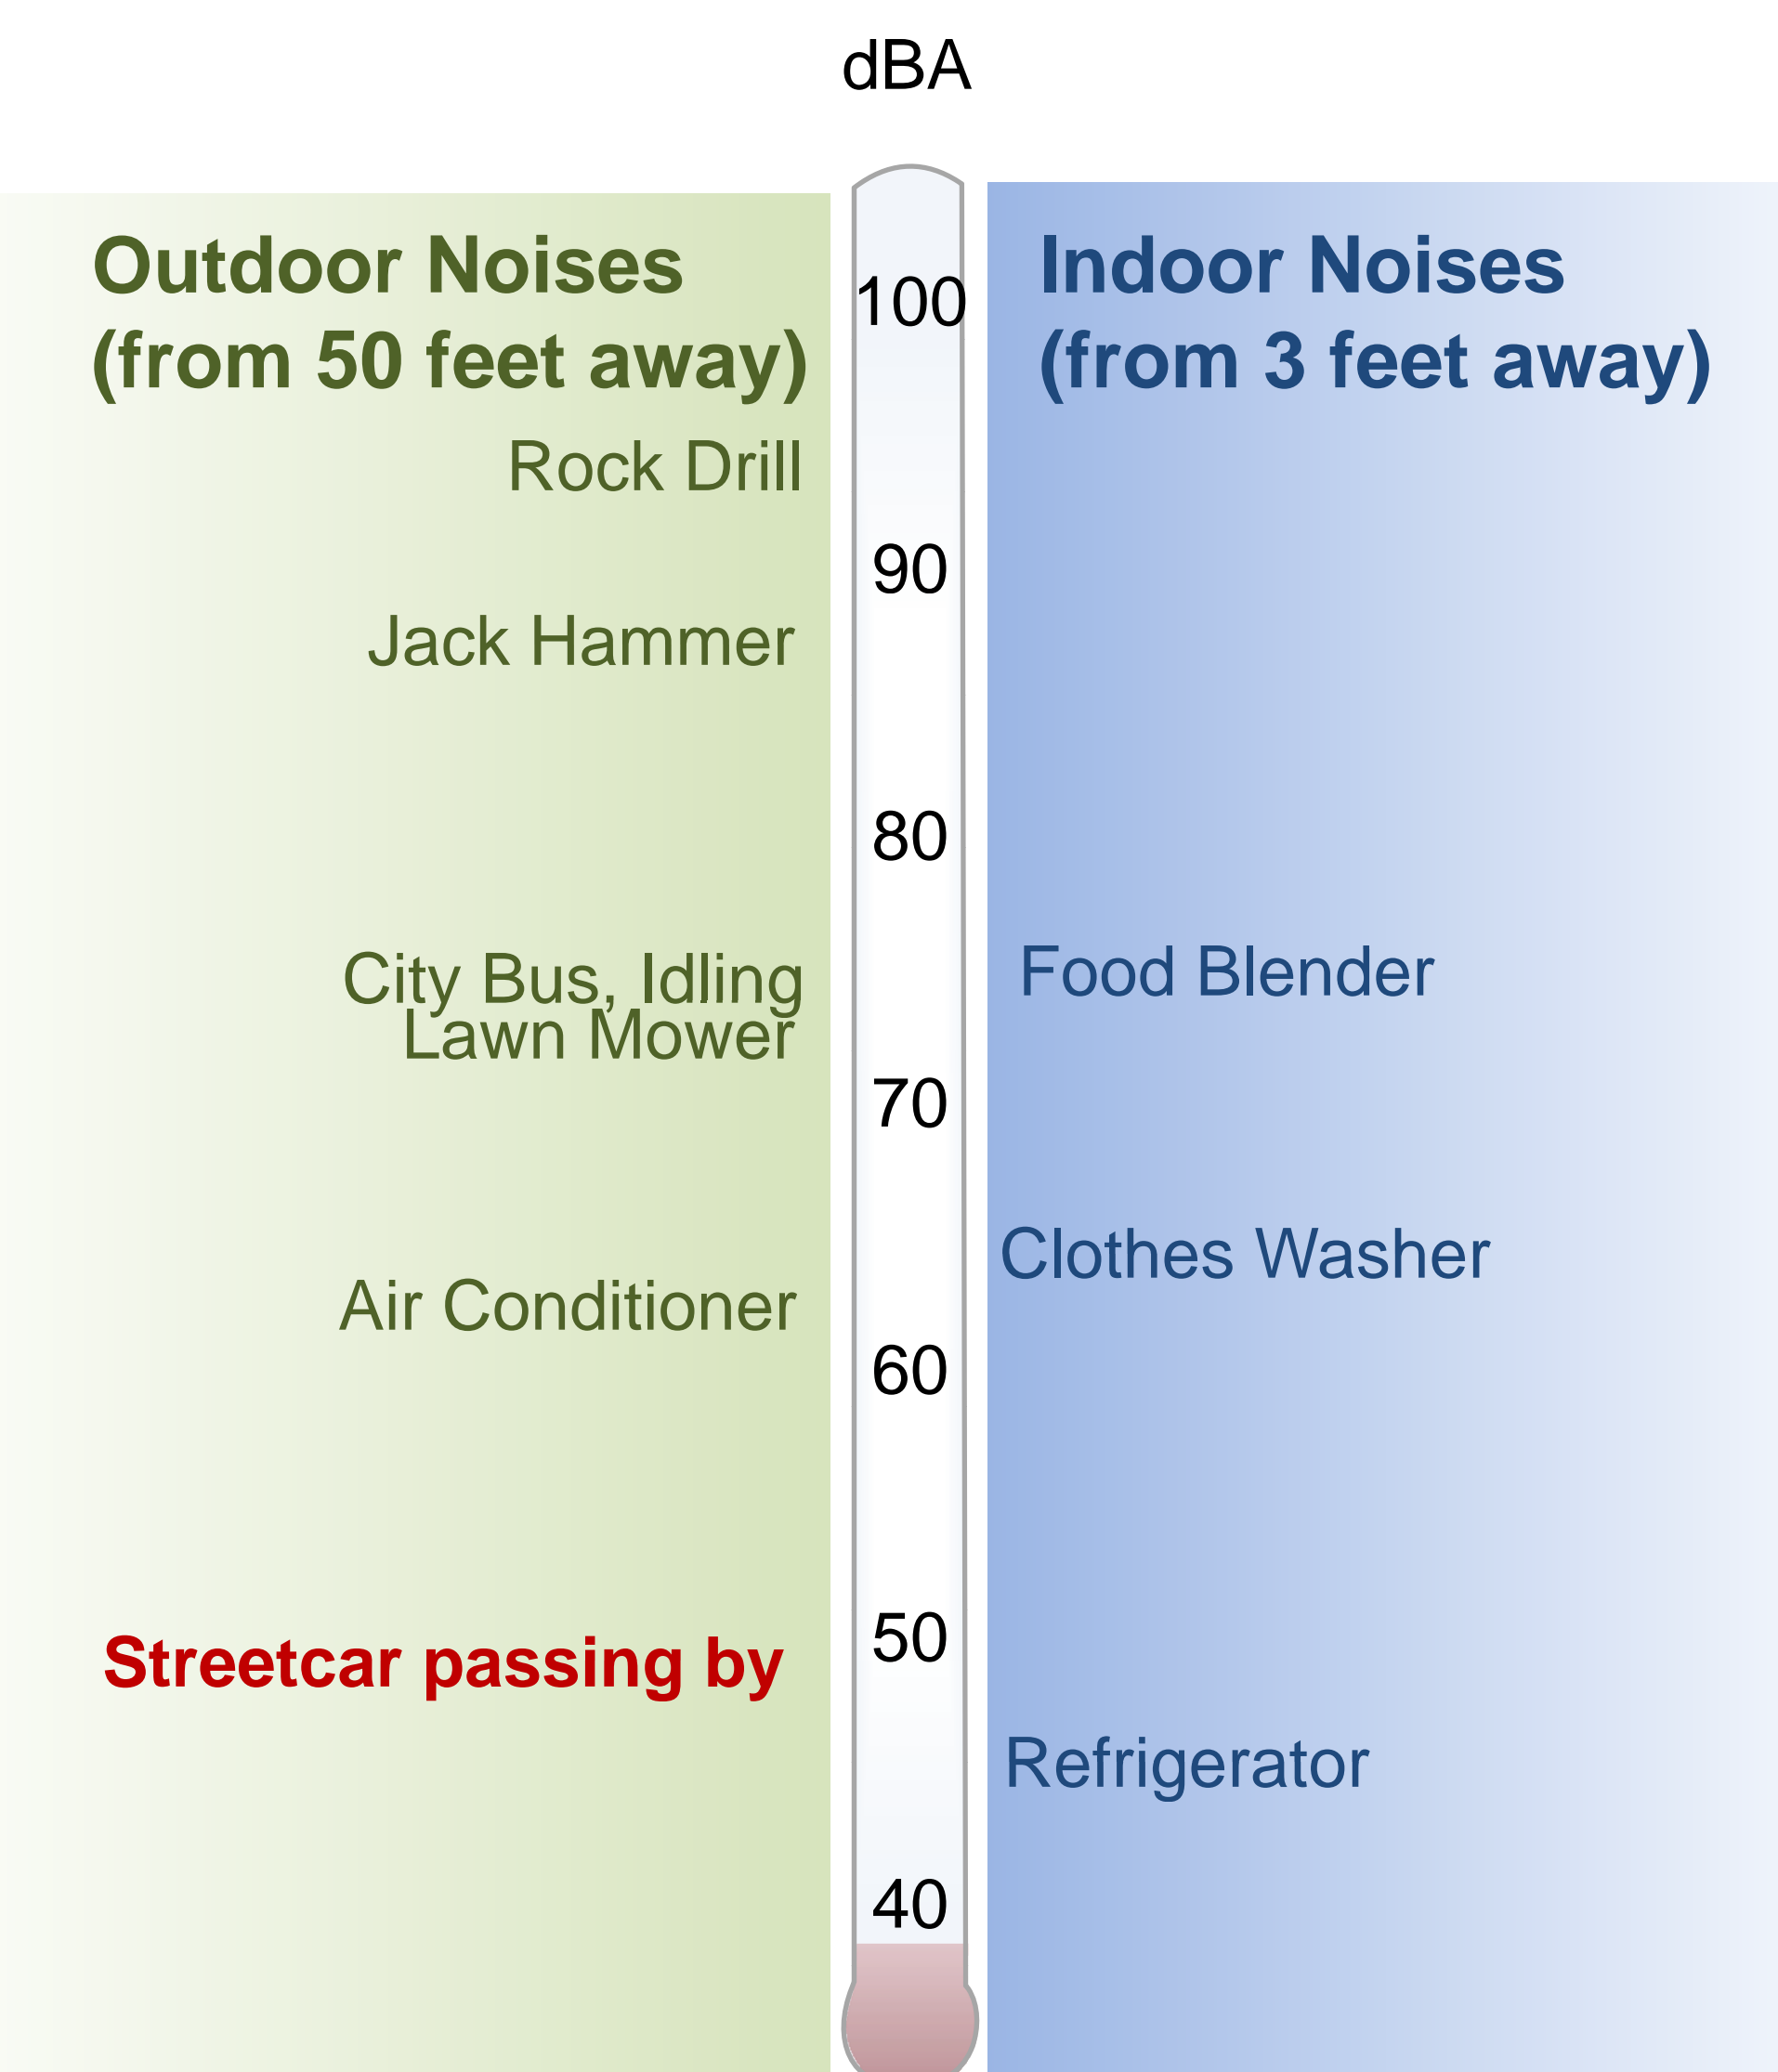 dBA
Outdoor Noises
(from 50 feet away)
Rock Drill
Jack Hammer
City Bus, Idling
Lawn Mower
Air Conditioner
Streetcar passing by
100
90
80
70
60
50
40
Indoor Noises
(from 3 feet away)
Food Blender
Clothes Washer
Refrigerator